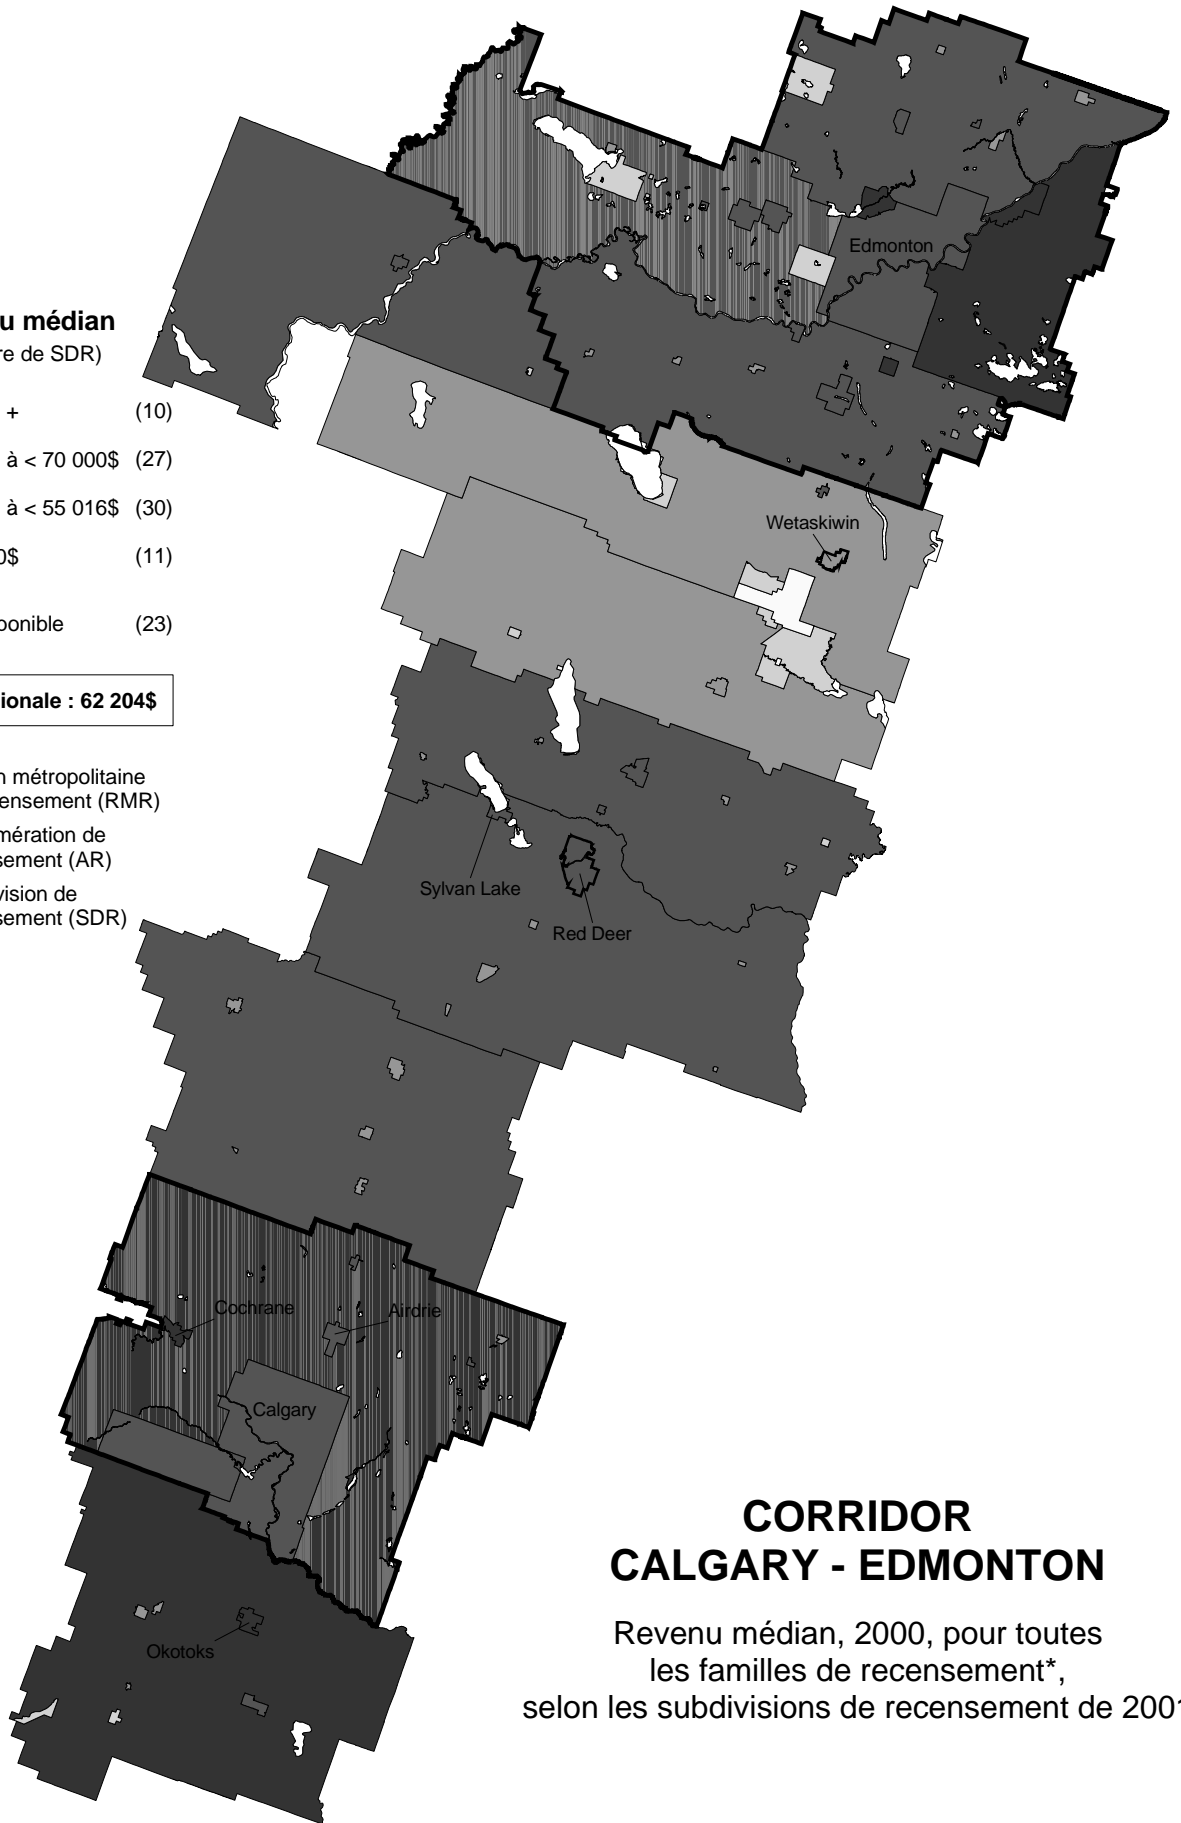 u médian
re de SDR)
+ (10)
à < 70 000$ (27)
à < 55 016$ (30)
0$ (11)
onible (23)
ionale : 62 204$
n métropolitaine
ensement (RMR)
mération de
sement (AR)
vision de
sement (SDR)
Edmonton
Wetaskiwin
Sylvan Lake
Red Deer
Cochrane
Airdrie
Calgary
Okotoks
CORRIDOR
CALGARY - EDMONTON
Revenu médian, 2000, pour toutes
les familles de recensement*,
selon les subdivisions de recensement de 2001